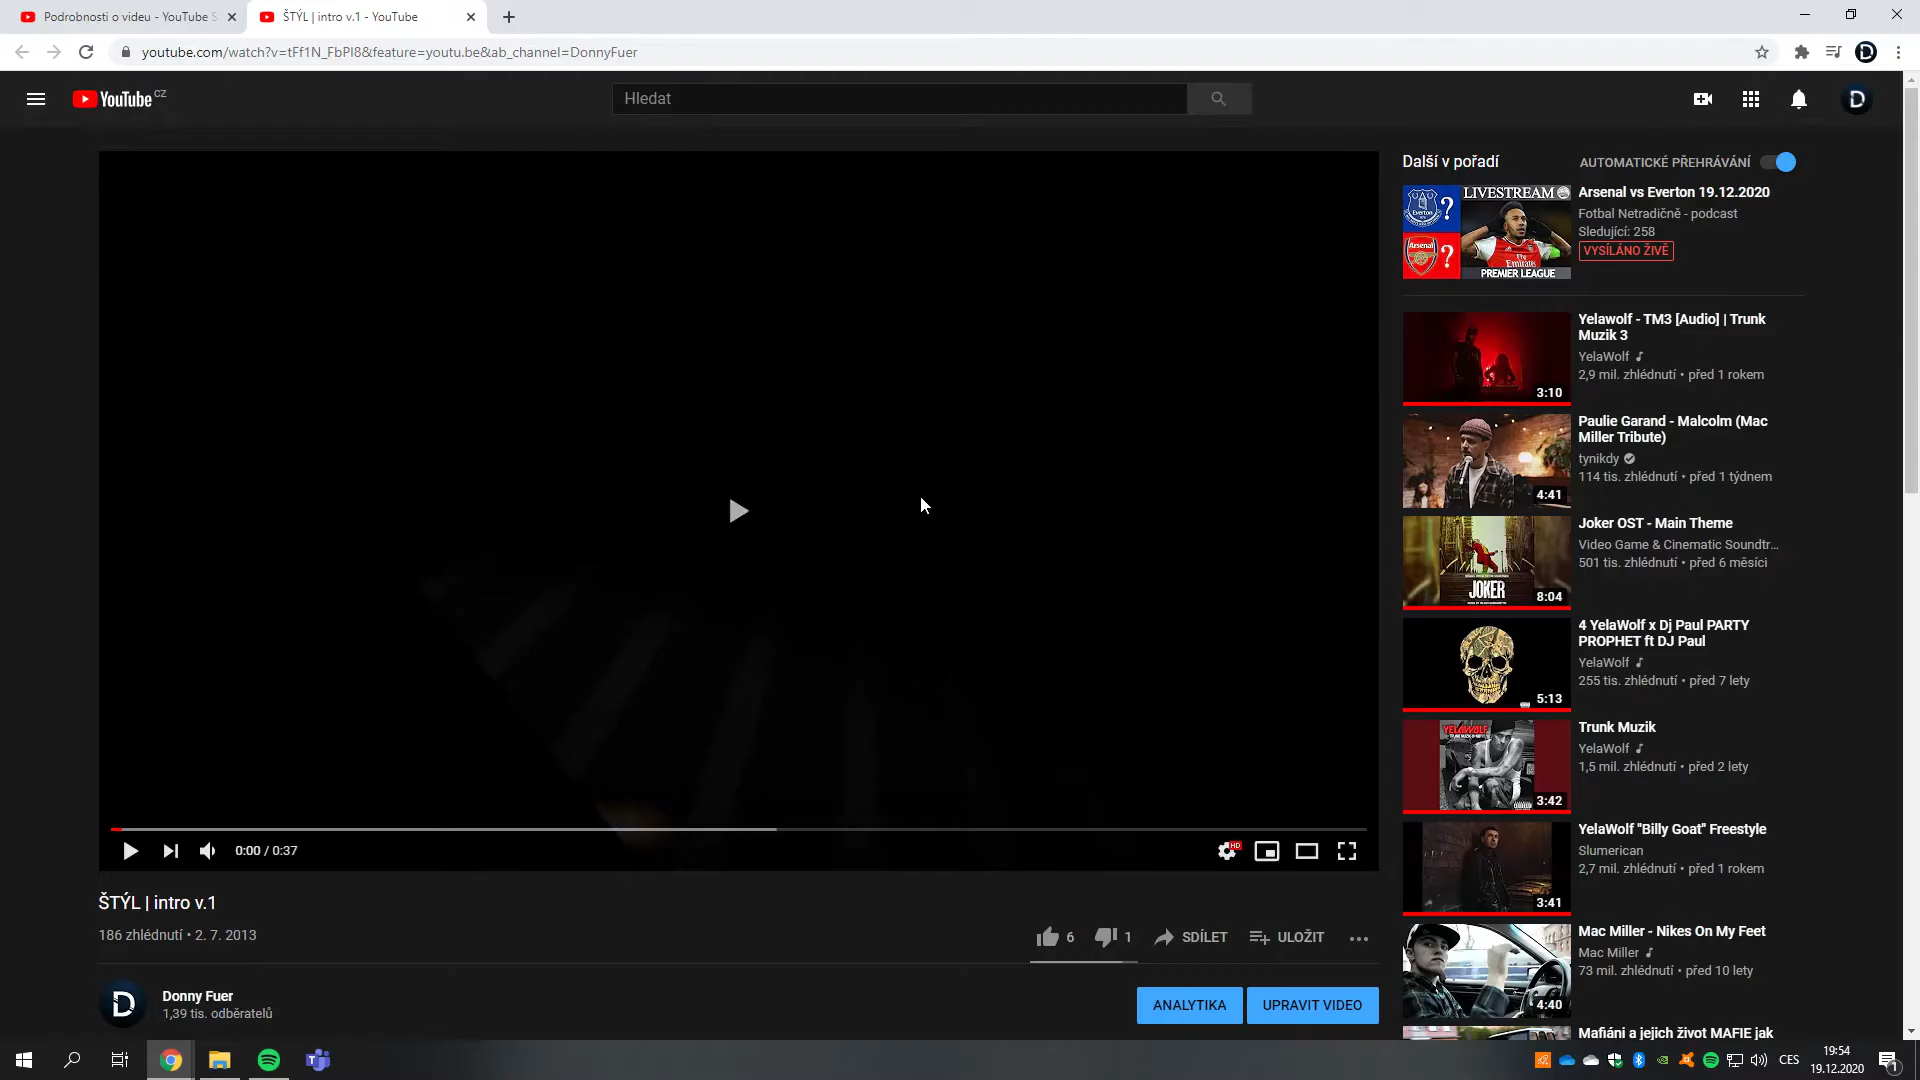 Podrobnosti o videu - YouTube S
ŠTÝL | intro v.1 - YouTube
youtube.com/watch?v=tFf1N_FbPI8&feature=youtu.be&ab_channel=DonnyFuer
YouTube CZ
Hledat
0:00 / 0:37
HD
ŠTÝL | intro v.1
186 zhlédnutí • 2. 7. 2013
6
1
SDÍLET
ULOŽIT
Donny Fuer
1,39 tis. odběratelů
ANALYTIKA
UPRAVIT VIDEO
Další v pořadí
AUTOMATICKÉ PŘEHRÁVÁNÍ
LIVESTREAM
Everton
?
Arsenal
?
Fly
Emirates
PREMIER LEAGUE
Arsenal vs Everton 19.12.2020
Fotbal Netradičně - podcast
Sledující: 258
VYSÍLÁNO ŽIVĚ
3:10
Yelawolf - TM3 [Audio] | Trunk
Muzik 3
YelaWolf
2,9 mil. zhlédnutí • před 1 rokem
4:41
Paulie Garand - Malcolm (Mac
Miller Tribute)
tynikdy
114 tis. zhlédnutí • před 1 týdnem
JOKER
8:04
Joker OST - Main Theme
Video Game & Cinematic Soundtr...
501 tis. zhlédnutí • před 6 měsíci
5:13
4 YelaWolf x Dj Paul PARTY
PROPHET ft DJ Paul
YelaWolf
255 tis. zhlédnutí • před 7 lety
YELAWOLF
3:42
Trunk Muzik
YelaWolf
1,5 mil. zhlédnutí • před 2 lety
3:41
YelaWolf "Billy Goat" Freestyle
Slumerican
2,7 mil. zhlédnutí • před 1 rokem
4:40
Mac Miller - Nikes On My Feet
Mac Miller
73 mil. zhlédnutí • před 10 lety
Mafiáni a jejich život MAFIE jak
CES
19:54
19.12.2020
1